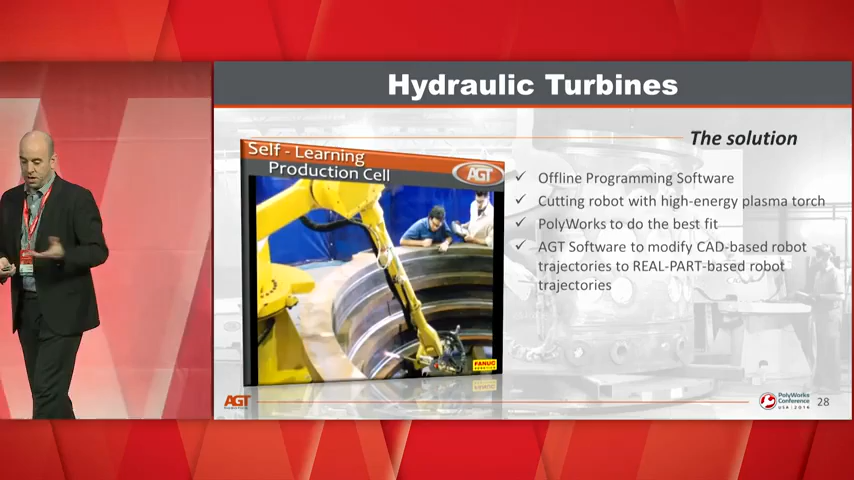 Hydraulic Turbines
The solution
Self - Learning
Production Cell
AGT
✓ Offline Programming Software
✓ Cutting robot with high-energy plasma torch
✓ PolyWorks to do the best fit
✓ AGT Software to modify CAD-based robot
trajectories to REAL-PART-based robot
trajectories
FANUC
AGT
PolyWorks
Conference
USA | 2016
28